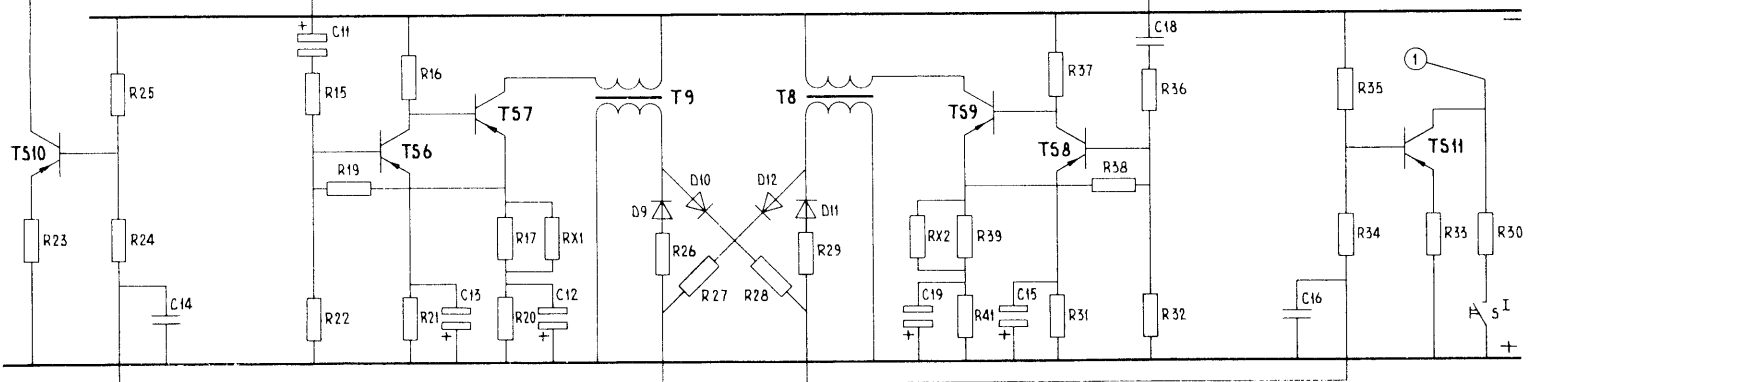 + C11
C18
−
R16
R37
1
R25
R15
R36
R35
T9
T8
TS7
TS9
TS10
TS6
TS8
TS11
R19
R38
D10
D12
D9
D11
R23
R24
R17
RX1
R26
R29
RX2
R39
R34
R33
R30
R27
R28
C14
C13
C12
C19
C15
C16
R22
R21
R20
R41
R31
R32
S I
+
+
+
+
+